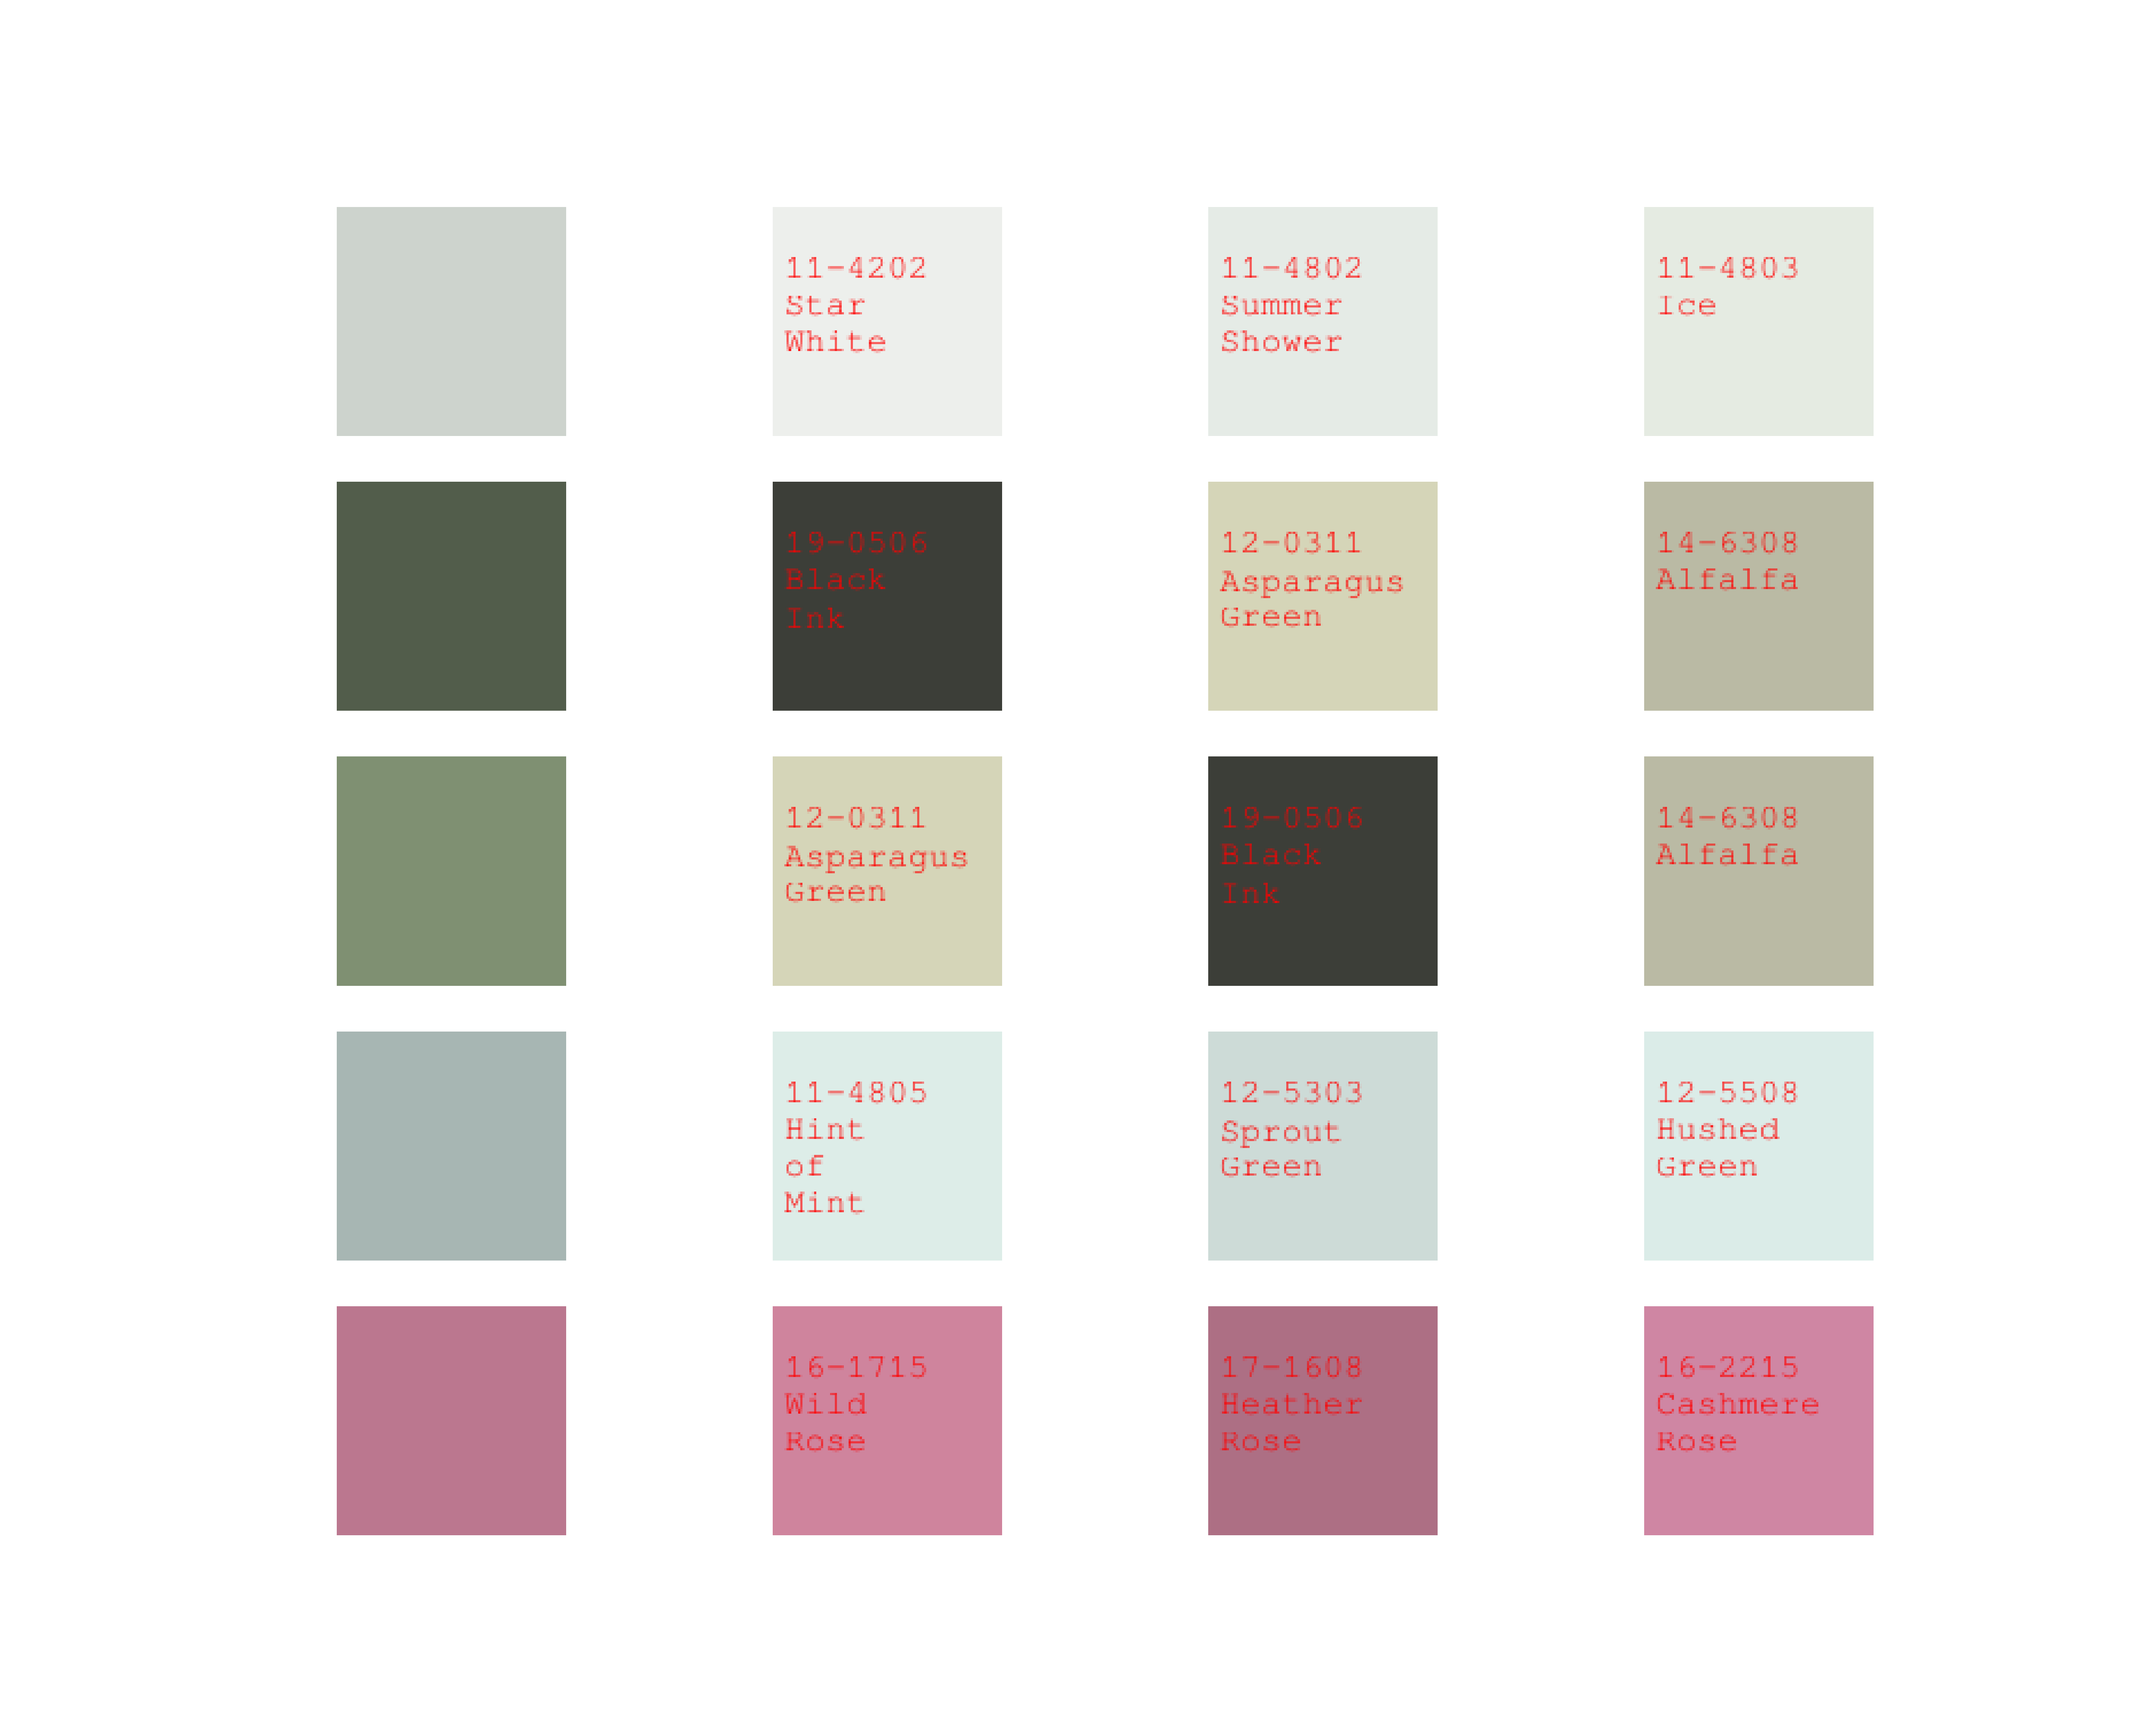 11-4202
Star
White
11-4802
Summer
Shower
11-4803
Ice
19-0506
Black
Ink
12-0311
Asparagus
Green
14-6308
Alfalfa
12-0311
Asparagus
Green
19-0506
Black
Ink
14-6308
Alfalfa
11-4805
Hint
of
Mint
12-5303
Sprout
Green
12-5508
Hushed
Green
16-1715
Wild
Rose
17-1608
Heather
Rose
16-2215
Cashmere
Rose